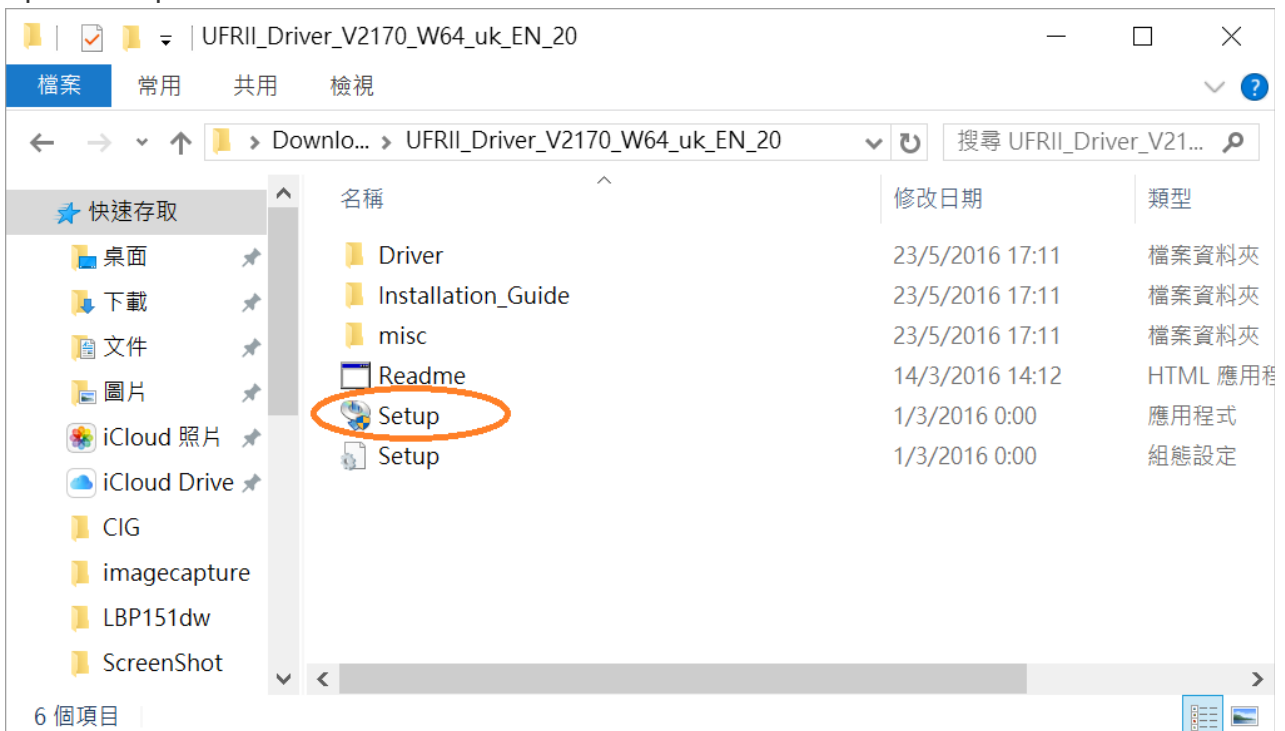 UFRII_Driver_V2170_W64_uk_EN_20
檔案 常用 共用 檢視
Downlo... UFRII_Driver_V2170_W64_uk_EN_20 搜尋 UFRII_Driver_V21...
名稱 修改日期 類型
快速存取
桌面
下載
文件
圖片
iCloud 照片
iCloud Drive
CIG
imagecapture
LBP151dw
ScreenShot
Driver 23/5/2016 17:11 檔案資料夾
Installation_Guide 23/5/2016 17:11 檔案資料夾
misc 23/5/2016 17:11 檔案資料夾
Readme 14/3/2016 14:12 HTML 應用程
Setup 1/3/2016 0:00 應用程式
Setup 1/3/2016 0:00 組態設定
6 個項目